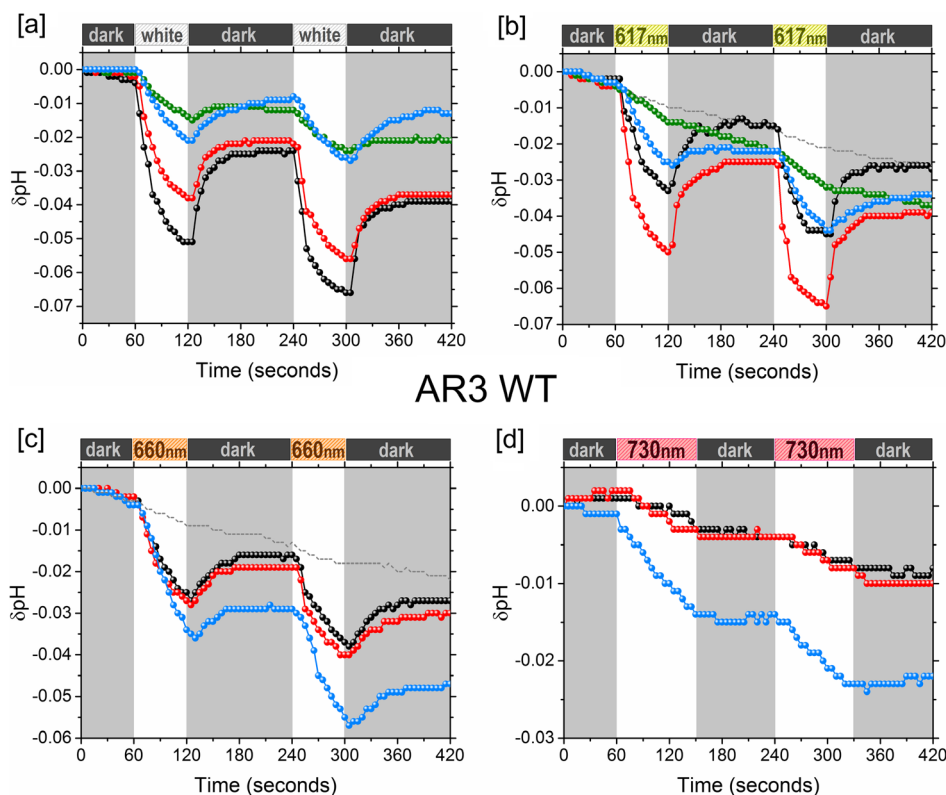 [a]
dark white dark white dark
0.00
-0.01
-0.02
-0.03
-0.04
-0.05
-0.06
-0.07
δpH
0 60 120 180 240 300 360 420
Time (seconds)
[b]
dark 617nm dark 617nm dark
0.00
-0.01
-0.02
-0.03
-0.04
-0.05
-0.06
-0.07
δpH
0 60 120 180 240 300 360 420
Time (seconds)
AR3 WT
[c]
dark 660nm dark 660nm dark
0.00
-0.01
-0.02
-0.03
-0.04
-0.05
-0.06
δpH
0 60 120 180 240 300 360 420
Time (seconds)
[d]
dark 730nm dark 730nm dark
0.00
-0.01
-0.02
-0.03
δpH
0 60 120 180 240 300 360 420
Time (seconds)